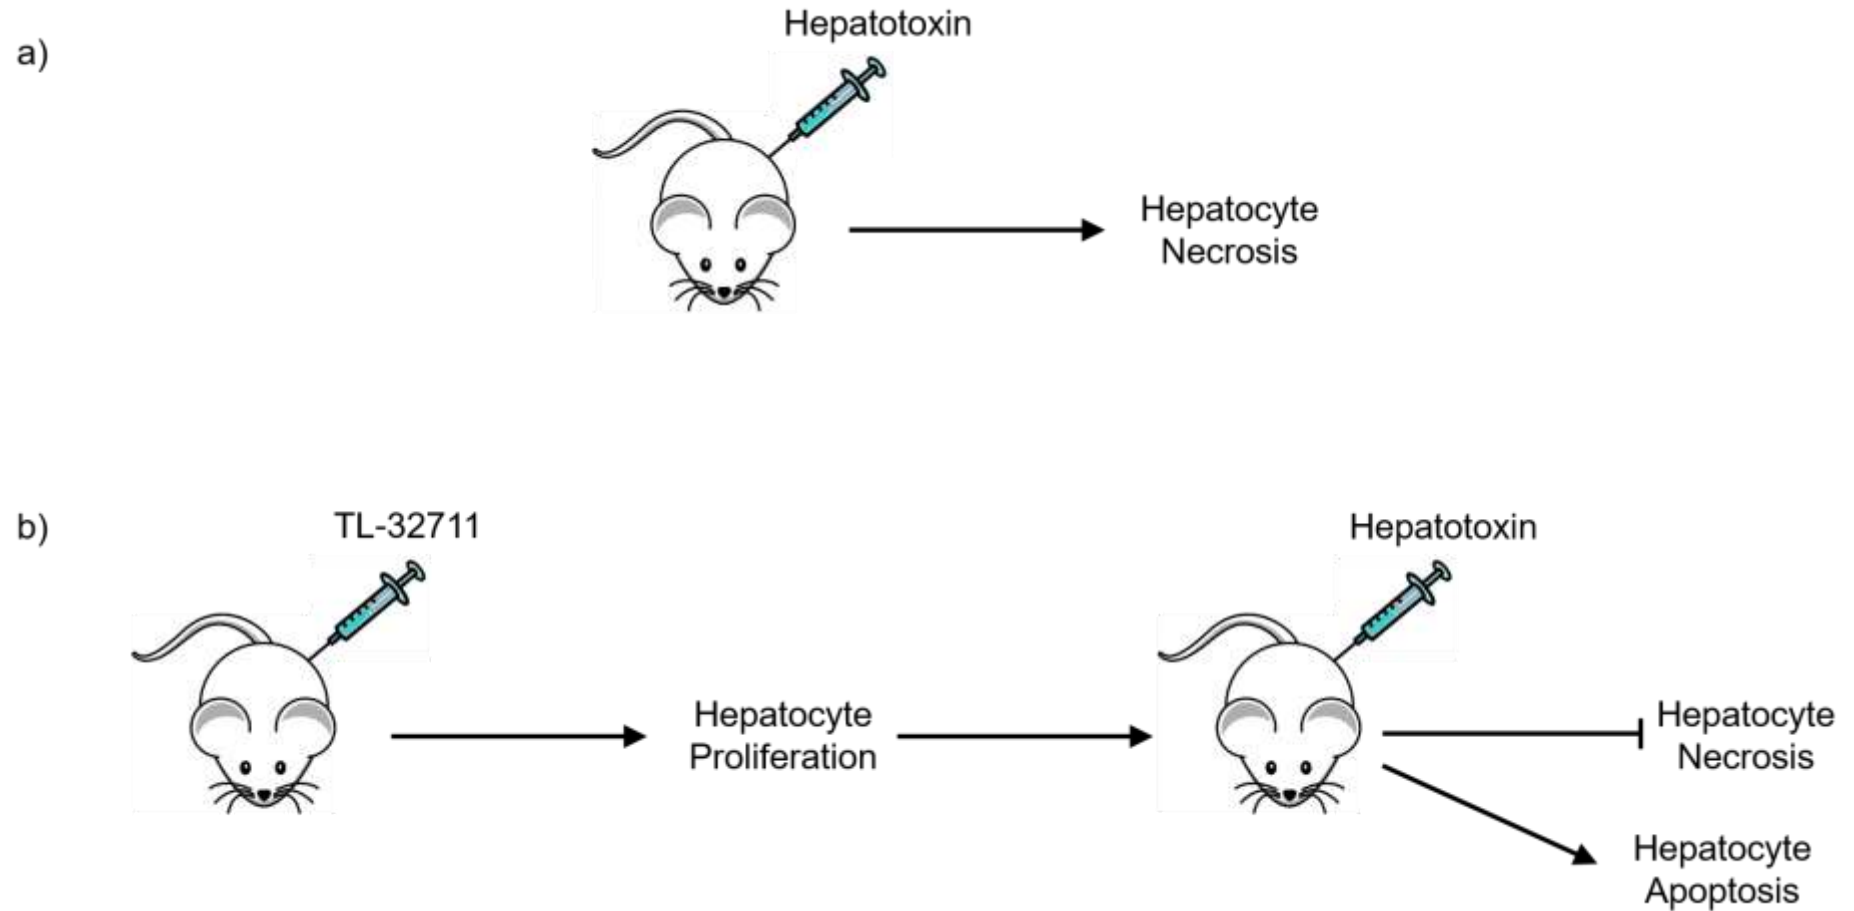 a)
Hepatotoxin
Hepatocyte
Necrosis
b)
TL-32711
Hepatocyte
Proliferation
Hepatotoxin
Hepatocyte
Necrosis
Hepatocyte
Apoptosis